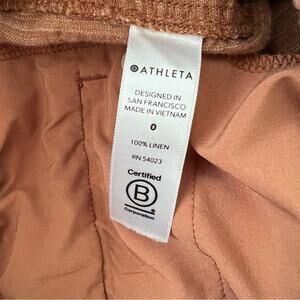 ATHLETA
DESIGNED IN
SAN FRANCISCO
MADE IN VIETNAM
0
100% LINEN
RN 54023
Certified
B
Corporation